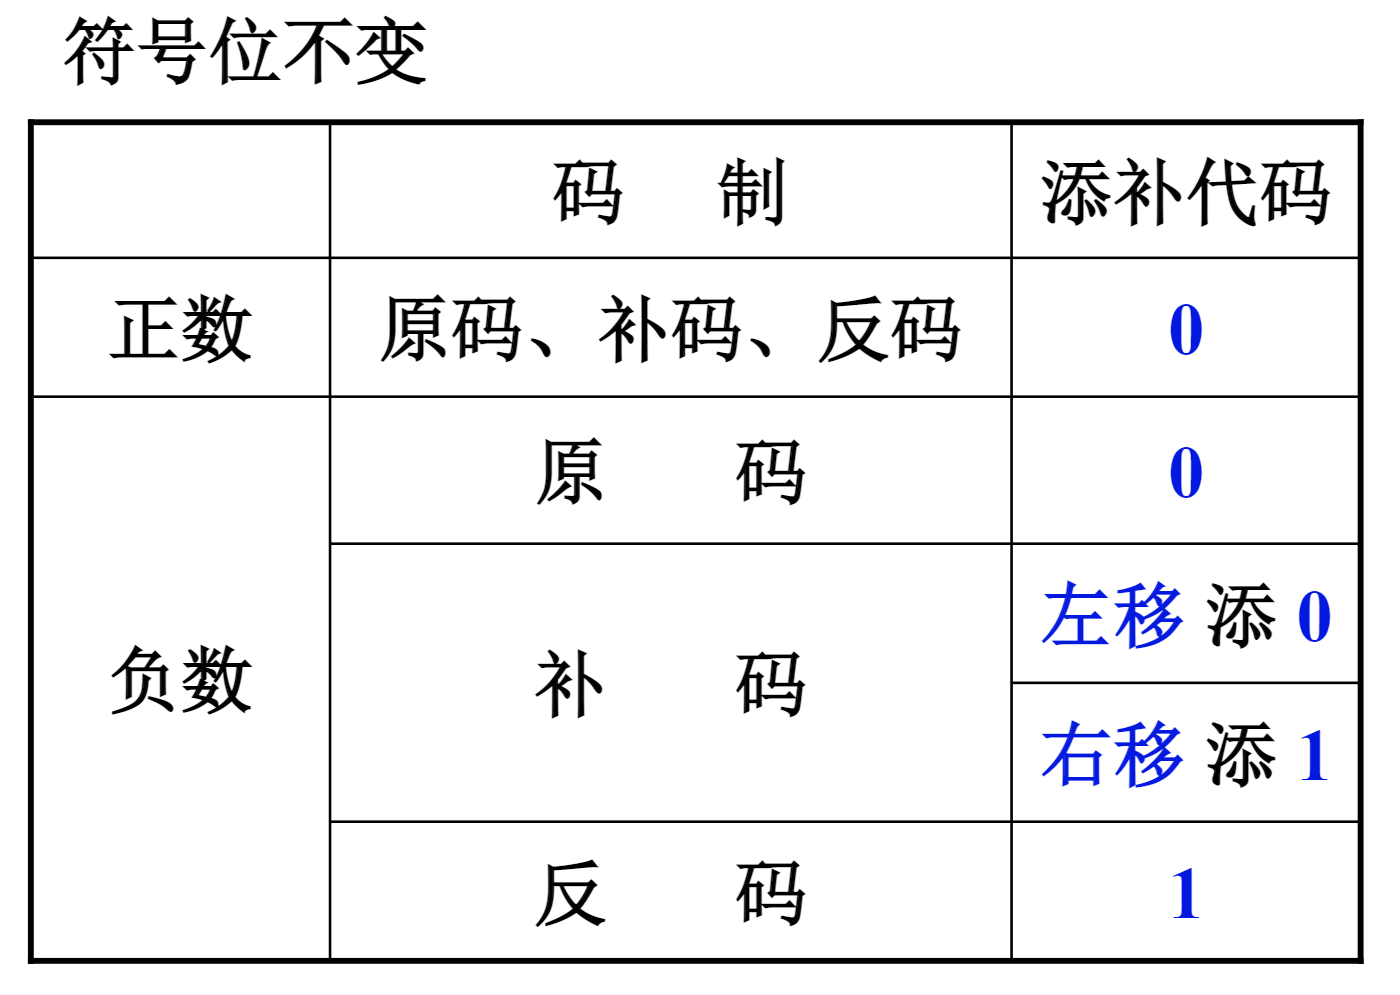 符号位不变
码 制 添补代码
正数 原码、补码、反码 0
原 码 0
左移 添 0
负数 补 码
右移 添 1
反 码 1